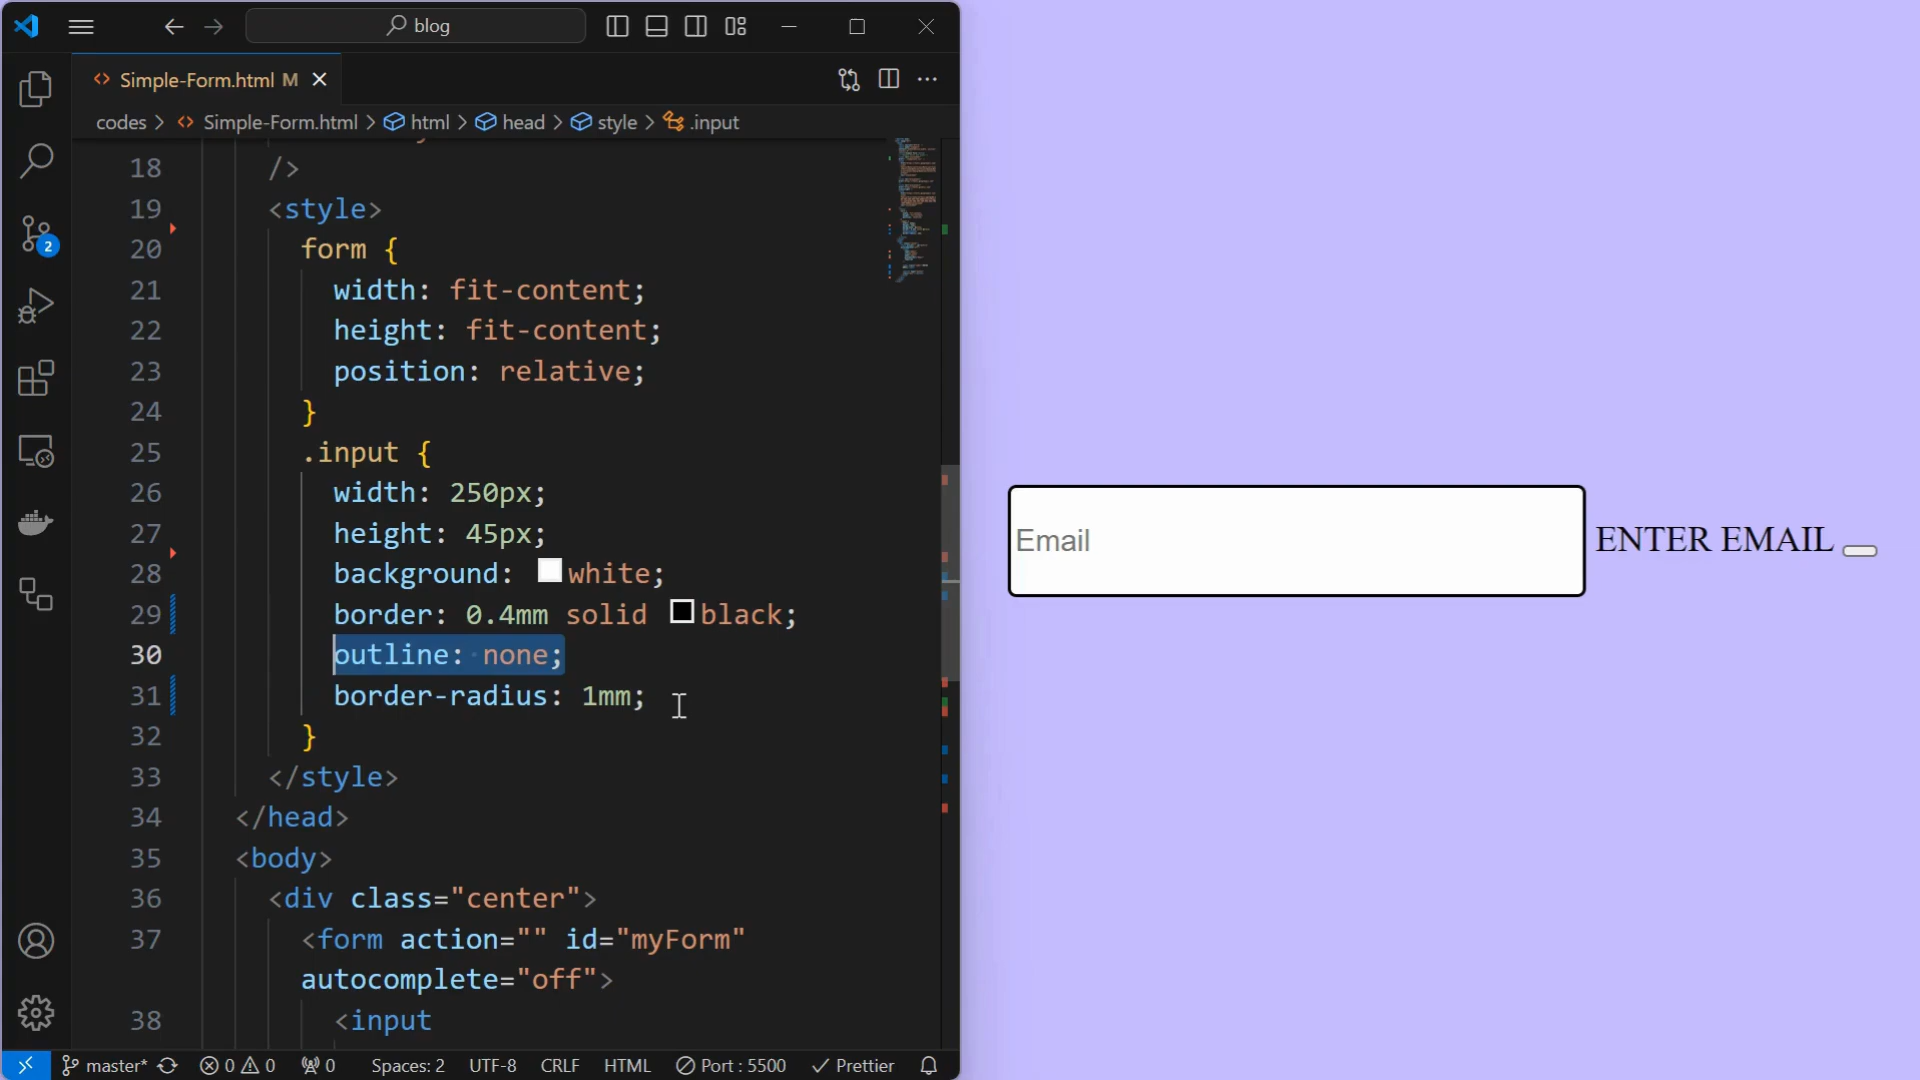 blog
Simple-Form.html M
codes > Simple-Form.html > html > head > style > .input
18 />
19 <style>
20 form {
21 width: fit-content;
22 height: fit-content;
23 position: relative;
24 }
25 .input {
26 width: 250px;
27 height: 45px;
28 background: white;
29 border: 0.4mm solid black;
30 outline: none;
31 border-radius: 1mm;
32 }
33 </style>
34 </head>
35 <body>
36 <div class="center">
37 <form action="" id="myForm"
autocomplete="off">
38 <input
2
master* 0 0 0 Spaces: 2 UTF-8 CRLF HTML Port : 5500 Prettier
Email
ENTER EMAIL